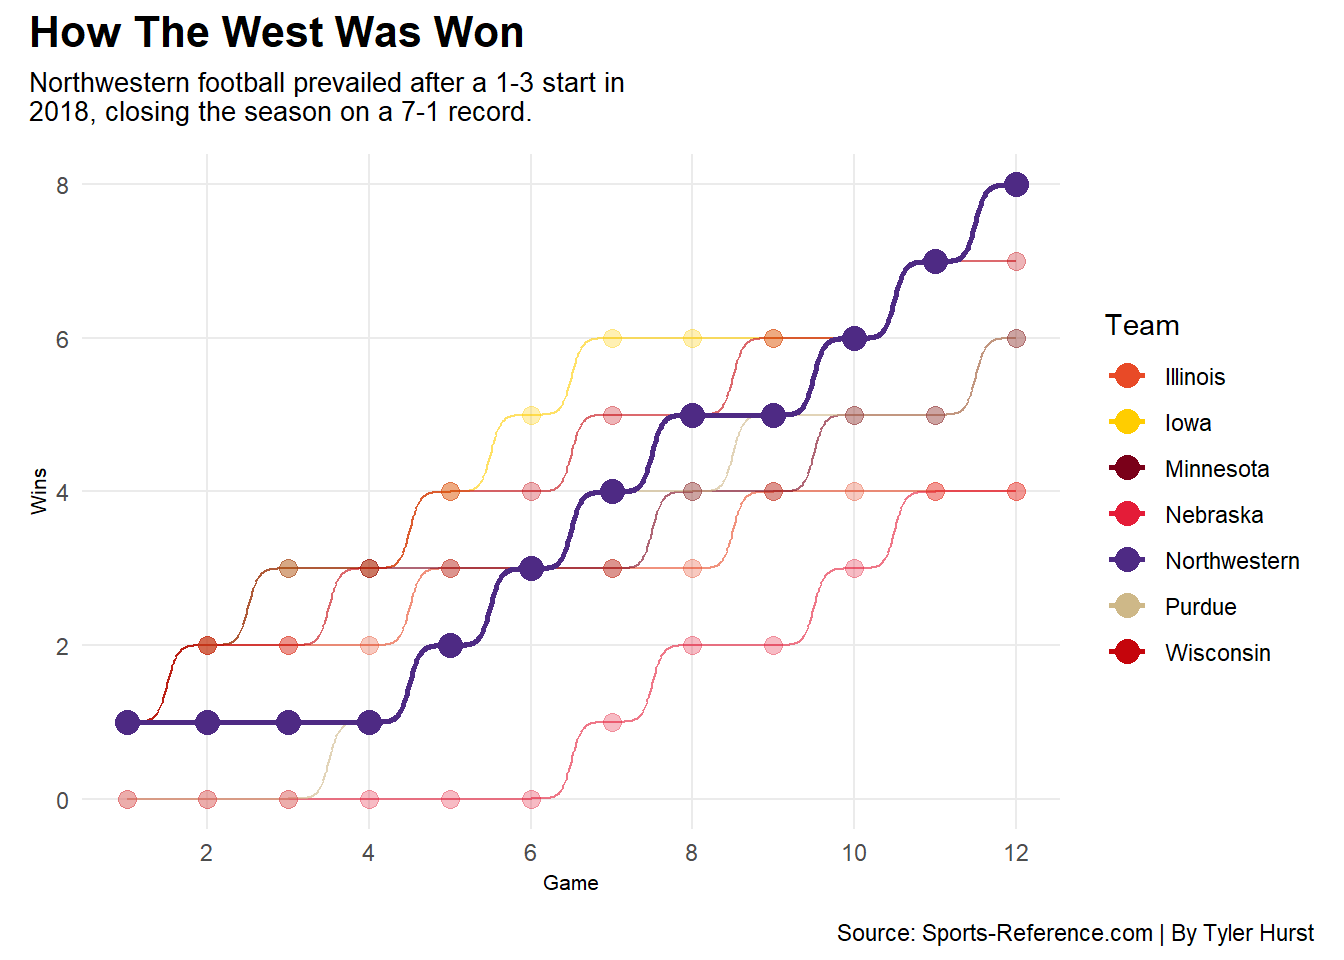 How The West Was Won
Northwestern football prevailed after a 1-3 start in
2018, closing the season on a 7-1 record.
8
6
4
2
0
Wins
2 4 6 8 10 12
Game
Team
Illinois
Iowa
Minnesota
Nebraska
Northwestern
Purdue
Wisconsin
Source: Sports-Reference.com | By Tyler Hurst